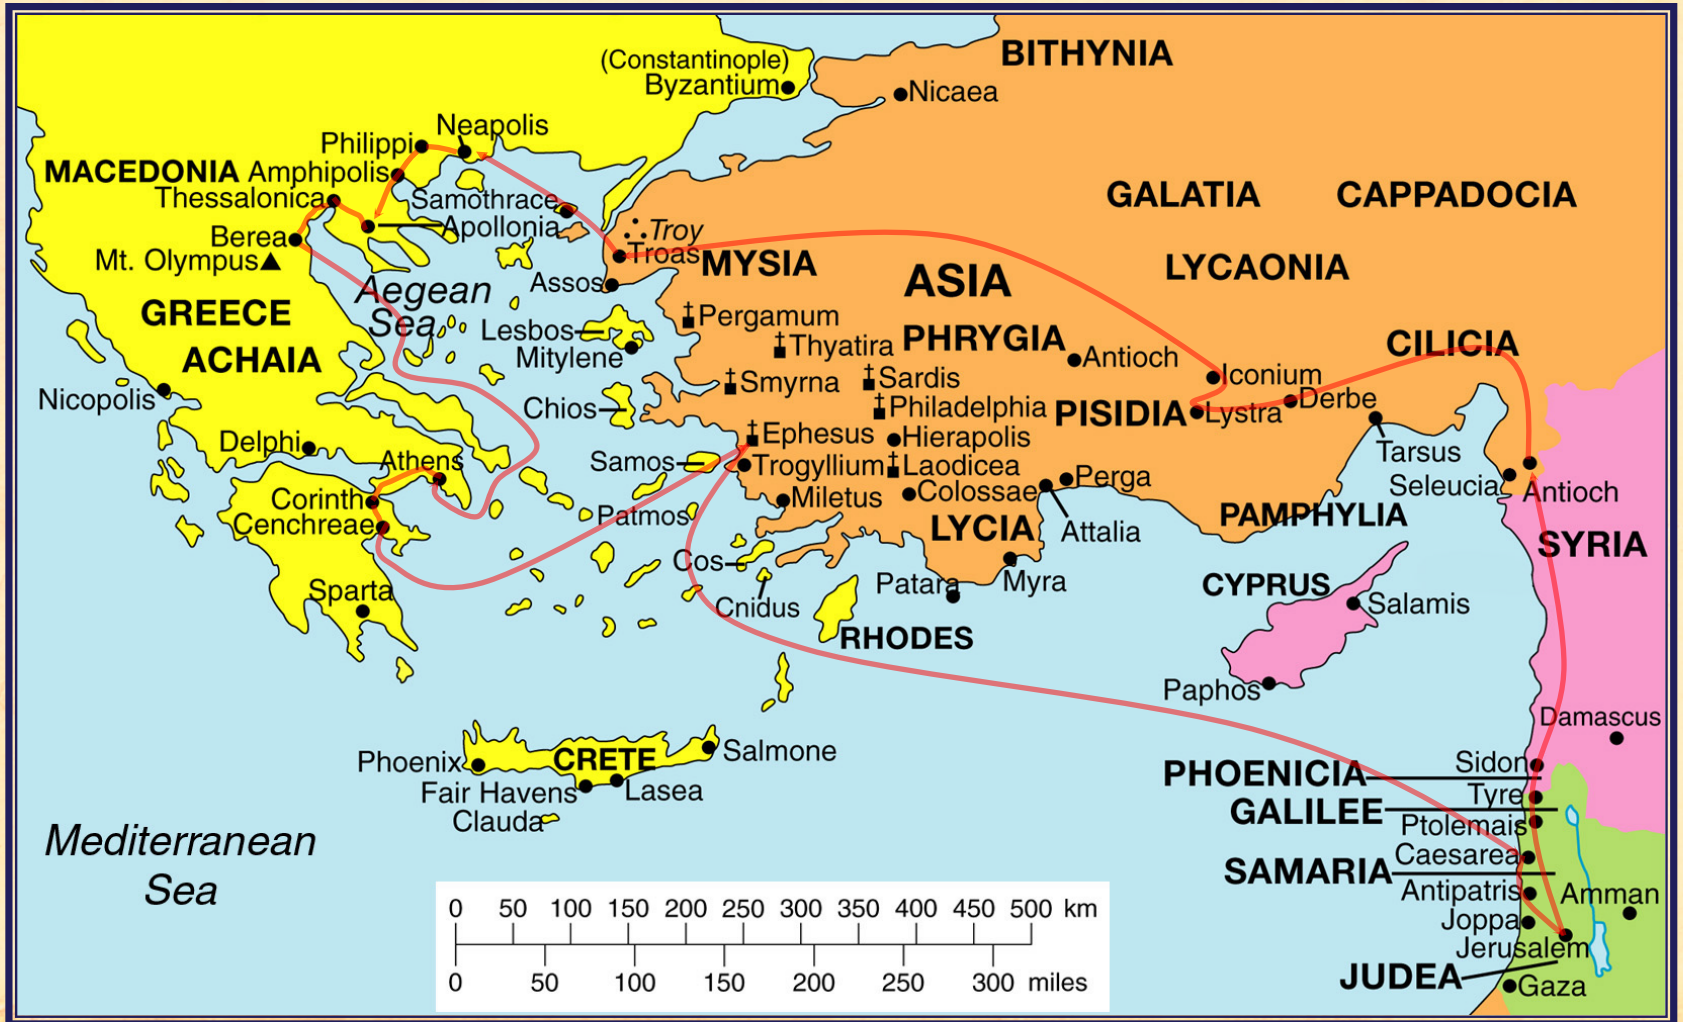 (Constantinople)
Byzantium
BITHYNIA
Nicaea
Neapolis
Philippi
MACEDONIA
Amphipolis
Thessalonica
Samothrace
Apollonia
GALATIA
CAPPADOCIA
Berea
Mt. Olympus
Troy
Troas
MYSIA
LYCAONIA
Aegean
Sea
Assos
ASIA
GREECE
ACHAIA
Lesbos
Mitylene
Pergamum
Thyatira
PHRYGIA
Antioch
CILICIA
Nicopolis
Smyrna
Sardis
Iconium
Chios
Philadelphia
PISIDIA
Lystra
Derbe
Delphi
Ephesus
Hierapolis
Tarsus
Athens
Samos
Trogyllium
Laodicea
Perga
Seleucia
Antioch
Corinth
Cenchreae
Miletus
Colossae
Patmos
LYCIA
Attalia
PAMPHYLIA
SYRIA
Cos
Cnidus
Patara
Myra
CYPRUS
Salamis
Sparta
RHODES
Paphos
Damascus
Phoenix
CRETE
Salmone
Fair Havens
Lasea
Clauda
PHOENICIA
Sidon
Tyre
GALILEE
Ptolemais
Mediterranean
Sea
SAMARIA
Caesarea
Antipatris
Amman
Joppa
Jerusalem
JUDEA
Gaza
0 50 100 150 200 250 300 350 400 450 500 km
0 50 100 150 200 250 300 miles